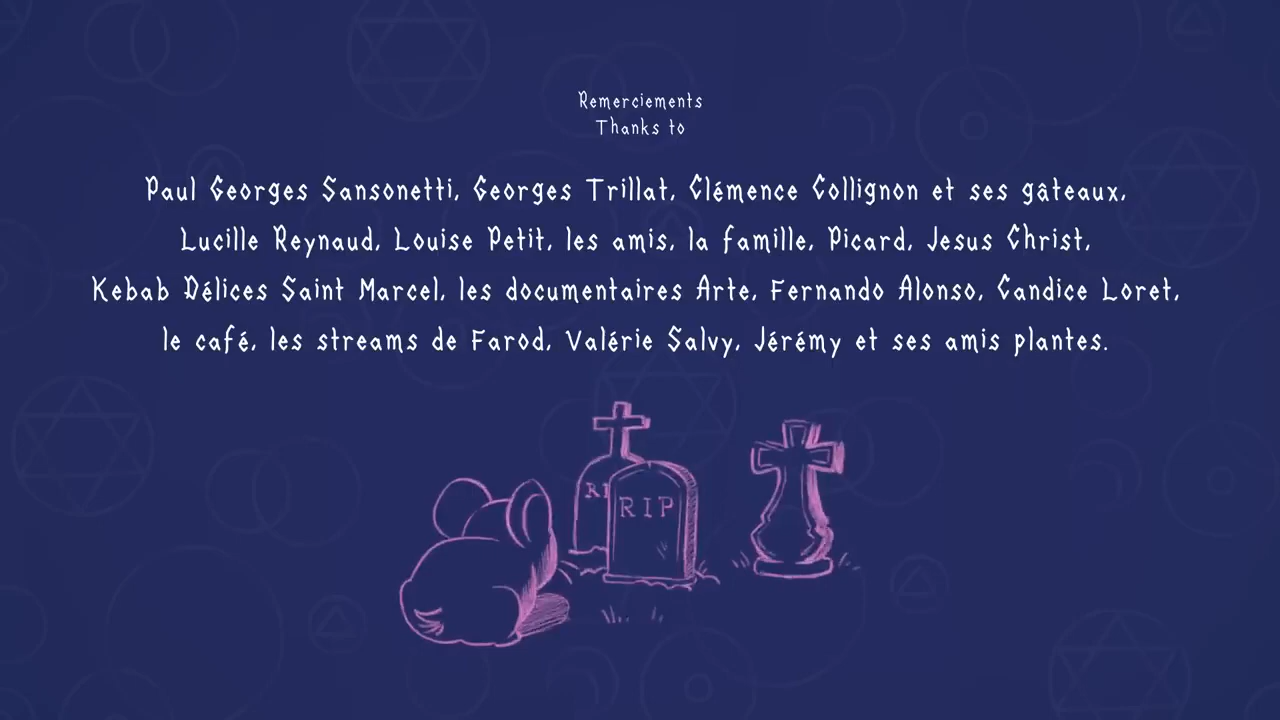 Remerciements
Thanks to
Paul Georges Sansonetti, Georges Trillat, Clémence Collignon et ses gâteaux,
Lucille Reynaud, Louise Petit, les amis, la famille, Picard, Jesus Christ,
Kebab Délices Saint Marcel, les documentaires Arte, Fernando Alonso, Candice Loret,
le café, les streams de Farod, Valérie Salvy, Jérémy et ses amis plantes.
RI
RIP